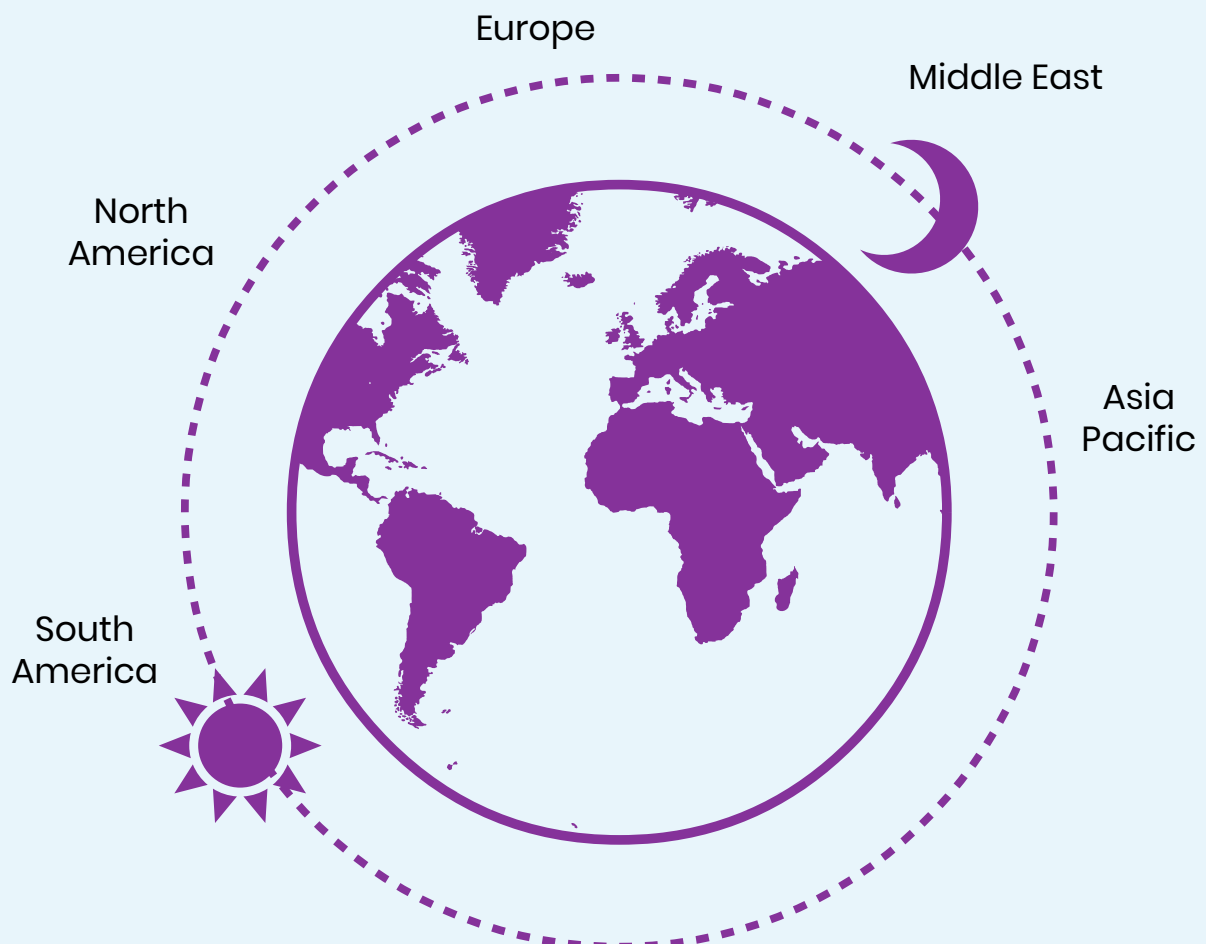 Europe
Middle East
North
America
Asia
Pacific
South
America